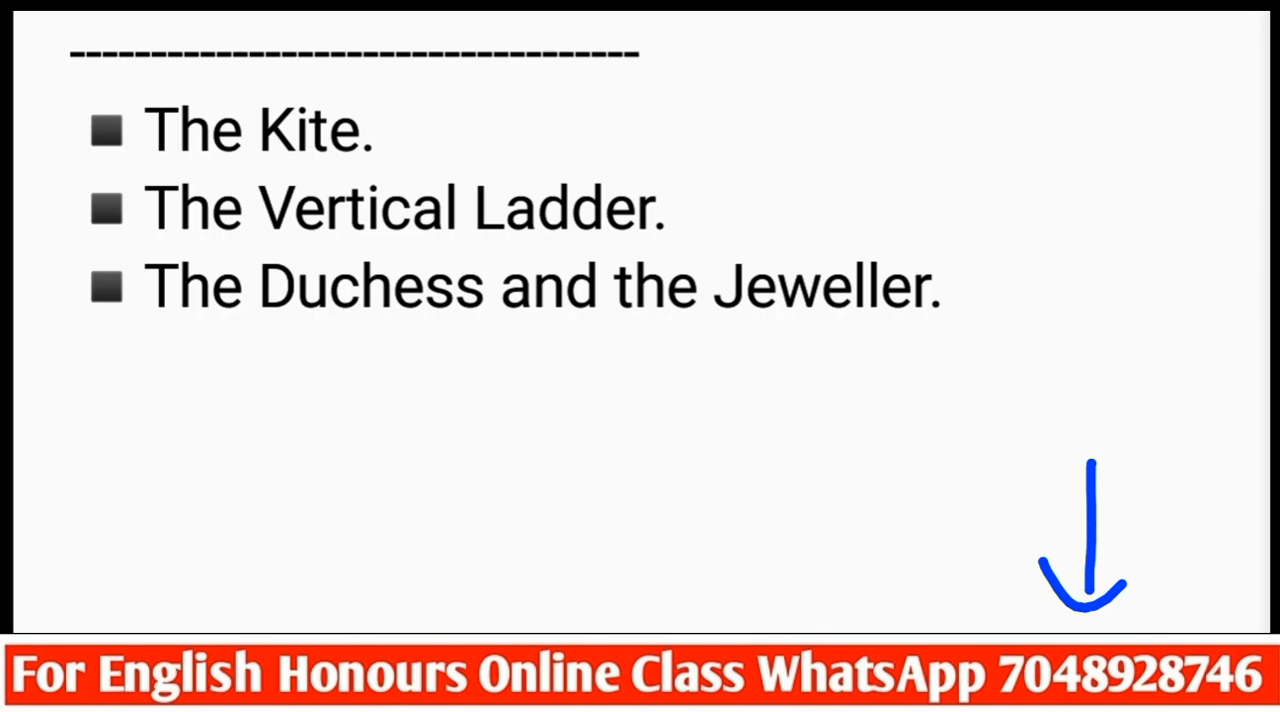 -----------------------------------
▪ The Kite.
▪ The Vertical Ladder.
▪ The Duchess and the Jeweller.
For English Honours Online Class WhatsApp 7048928746